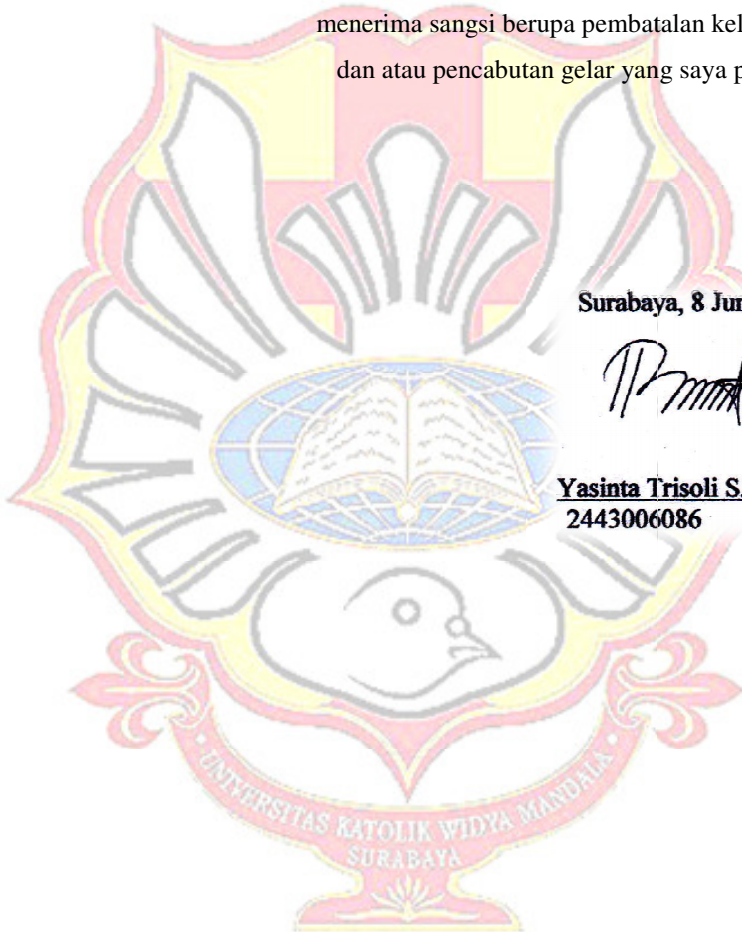 menerima sangsi berupa pembatalan kel
dan atau pencabutan gelar yang saya p
Surabaya, 8 Jun
Yasinta Trisoli S.
2443006086
UNIVERSITAS KATOLIK WIDYA MANDALA
SURABAYA